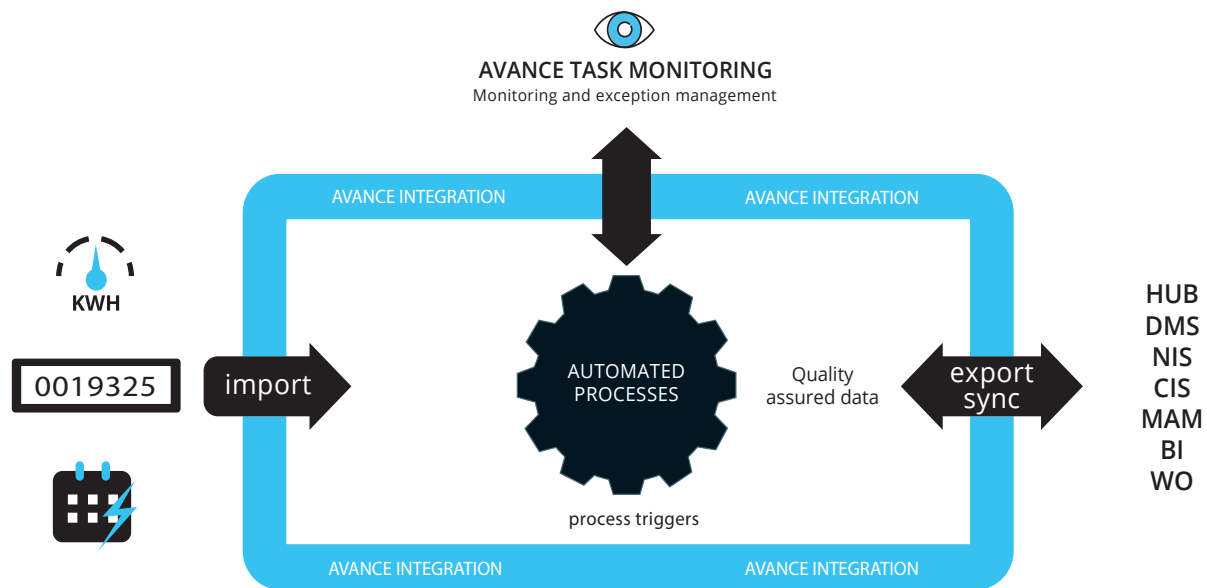 AVANCE TASK MONITORING
Monitoring and exception management
AVANCE INTEGRATION
AVANCE INTEGRATION
KWH
0019325
import
AUTOMATED
PROCESSES
Quality
assured data
export
sync
HUB
DMS
NIS
CIS
MAM
BI
WO
process triggers
AVANCE INTEGRATION
AVANCE INTEGRATION